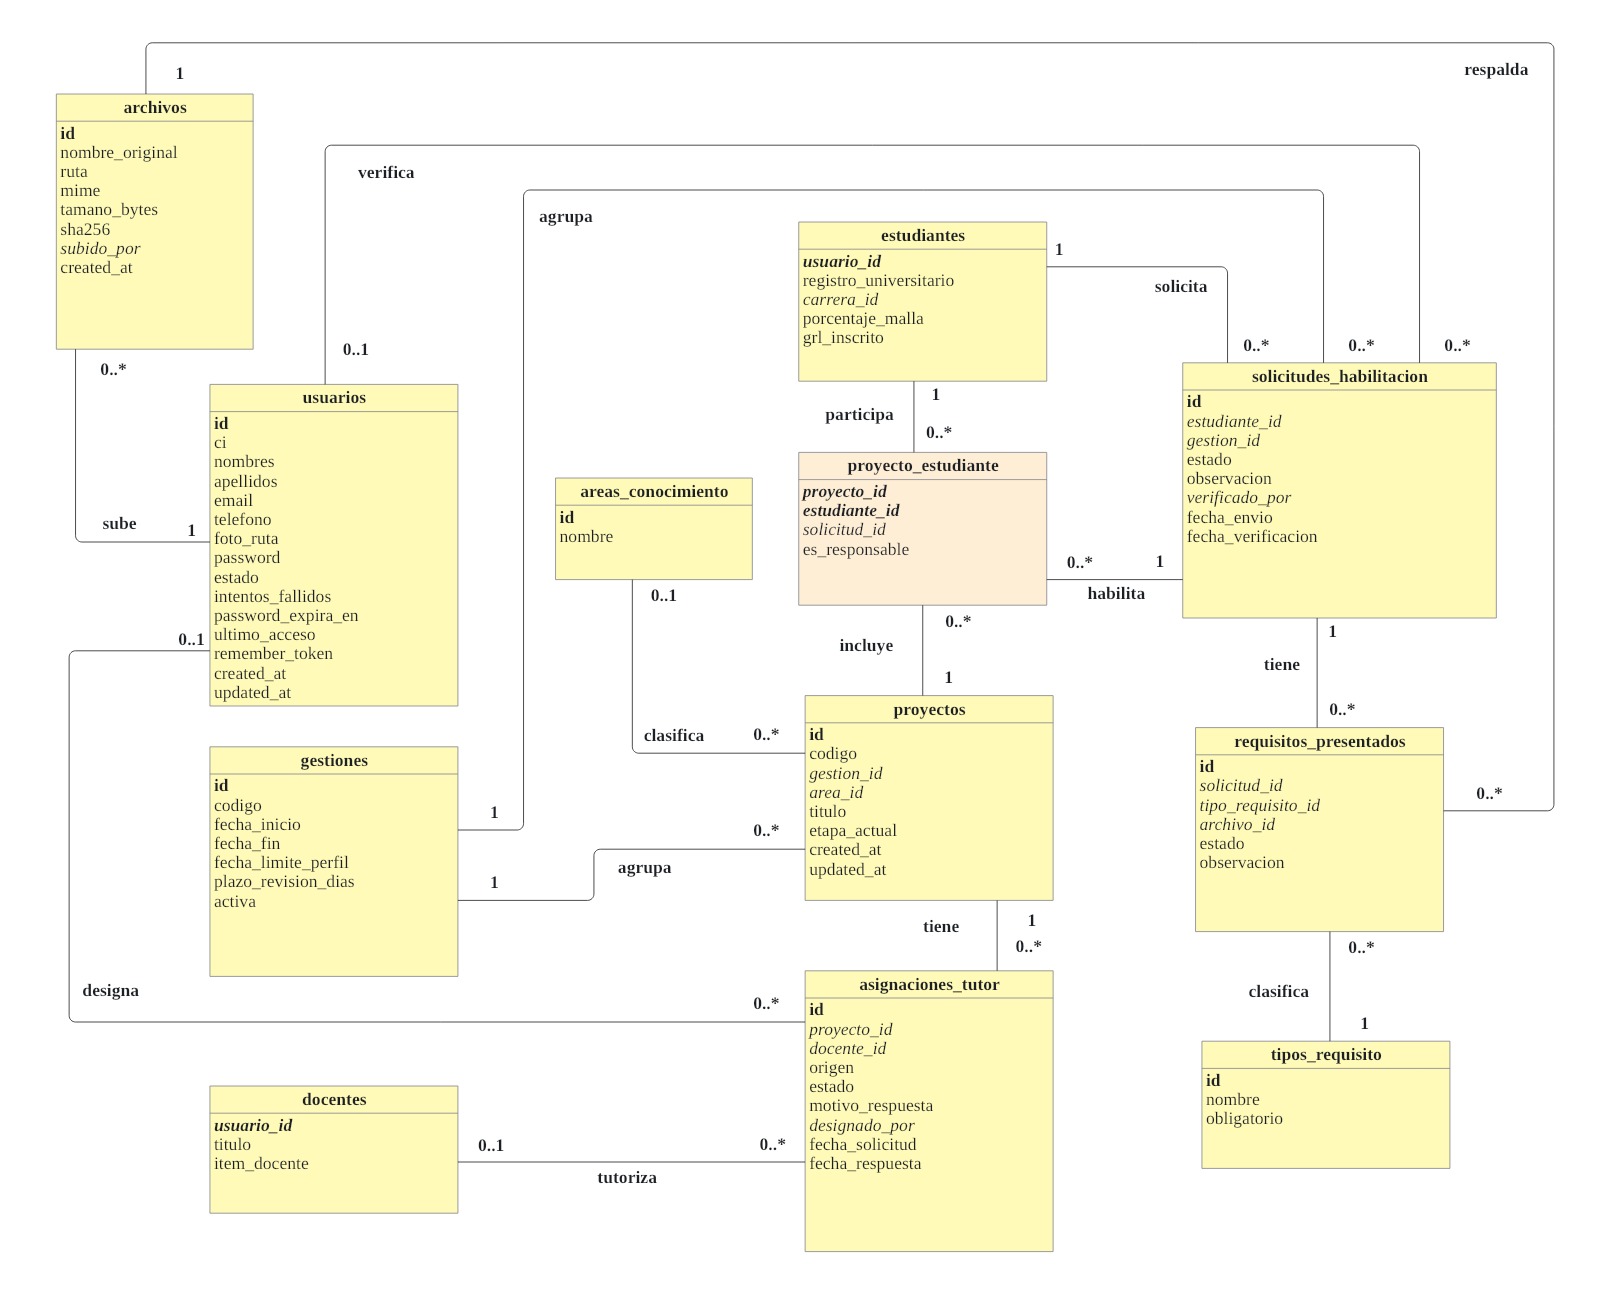 respalda
1
archivos
id
nombre_original
ruta
mime
tamano_bytes
sha256
subido_por
created_at
verifica
agrupa
estudiantes
usuario_id
registro_universitario
carrera_id
porcentaje_malla
grl_inscrito
1
solicita
0..*
0..1
0..*
0..*
0..*
usuarios
id
ci
nombres
apellidos
email
telefono
foto_ruta
password
estado
intentos_fallidos
password_expira_en
ultimo_acceso
remember_token
created_at
updated_at
sube
1
0..1
1
participa
0..*
solicitudes_habilitacion
id
estudiante_id
gestion_id
estado
observacion
verificado_por
fecha_envio
fecha_verificacion
proyecto_estudiante
proyecto_id
estudiante_id
solicitud_id
es_responsable
areas_conocimiento
id
nombre
0..1
0..*
1
habilita
0..*
incluye
1
1
tiene
0..*
clasifica
0..*
proyectos
id
codigo
gestion_id
area_id
titulo
etapa_actual
created_at
updated_at
requisitos_presentados
id
solicitud_id
tipo_requisito_id
archivo_id
estado
observacion
0..*
gestiones
id
codigo
fecha_inicio
fecha_fin
fecha_limite_perfil
plazo_revision_dias
activa
1
0..*
agrupa
1
tiene
1
0..*
0..*
clasifica
1
designa
0..*
asignaciones_tutor
id
proyecto_id
docente_id
origen
estado
motivo_respuesta
designado_por
fecha_solicitud
fecha_respuesta
tipos_requisito
id
nombre
obligatorio
docentes
usuario_id
titulo
item_docente
0..1
0..*
tutoriza